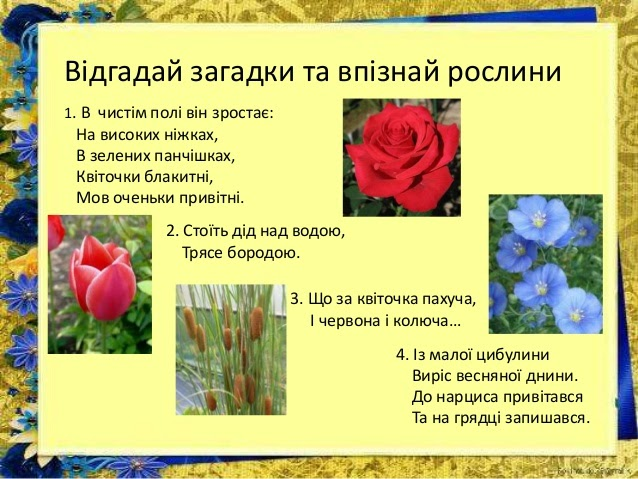 Відгадай загадки та впізнай рослини
1. В чистім полі він зростає:
На високих ніжках,
В зелених панчішках,
Квіточки блакитні,
Мов оченьки привітні.
2. Стоїть дід над водою,
Трясе бородою.
3. Що за квіточка пахуча,
І червона і колюча…
4. Із малої цибулини
Виріс весняної днини.
До нарциса привітався
Та на грядці запишався.